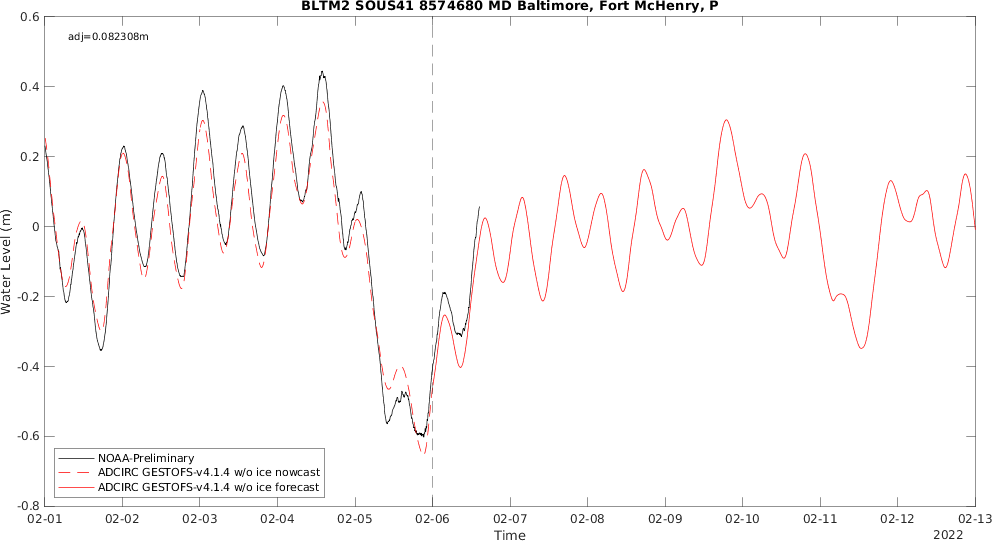 BLTM2 SOUS41 8574680 MD Baltimore, Fort McHenry, P
adj=0.082308m
0.6
0.4
0.2
0
-0.2
-0.4
-0.6
-0.8
Water Level (m)
NOAA-Preliminary
ADCIRC GESTOFS-v4.1.4 w/o ice nowcast
ADCIRC GESTOFS-v4.1.4 w/o ice forecast
02-01 02-02 02-03 02-04 02-05 02-06 02-07 02-08 02-09 02-10 02-11 02-12 02-13
Time
2022